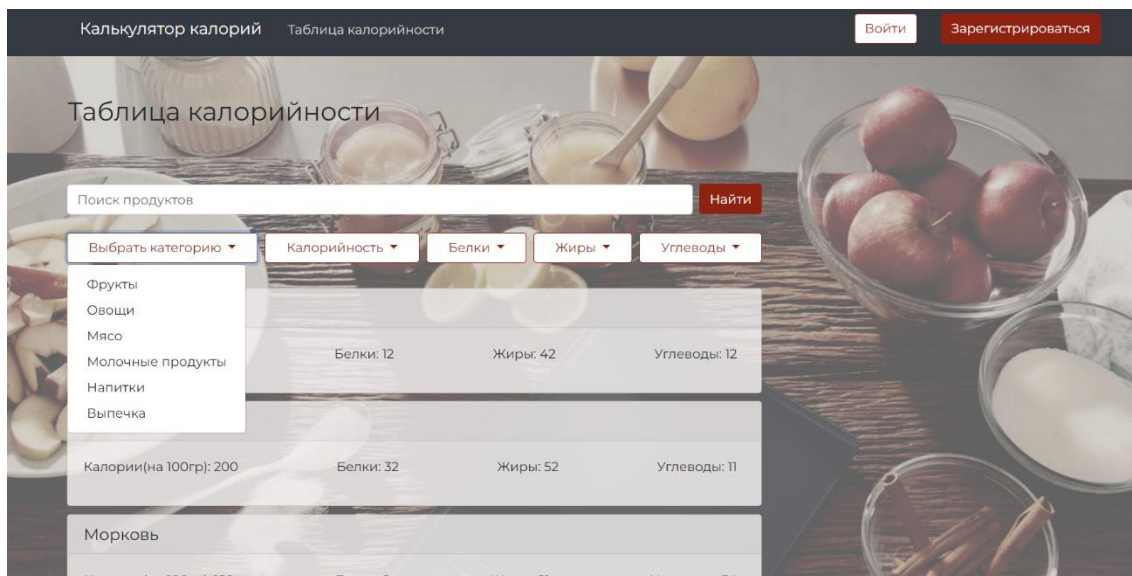 Калькулятор калорий Таблица калорийности Войти Зарегистрироваться
Таблица калорийности
Поиск продуктов Найти
Выбрать категорию Калорийность Белки Жиры Углеводы
Фрукты
Овощи
Мясо
Молочные продукты
Напитки
Выпечка
Белки: 12 Жиры: 42 Углеводы: 12
Калории(на 100гр): 200 Белки: 32 Жиры: 52 Углеводы: 11
Морковь